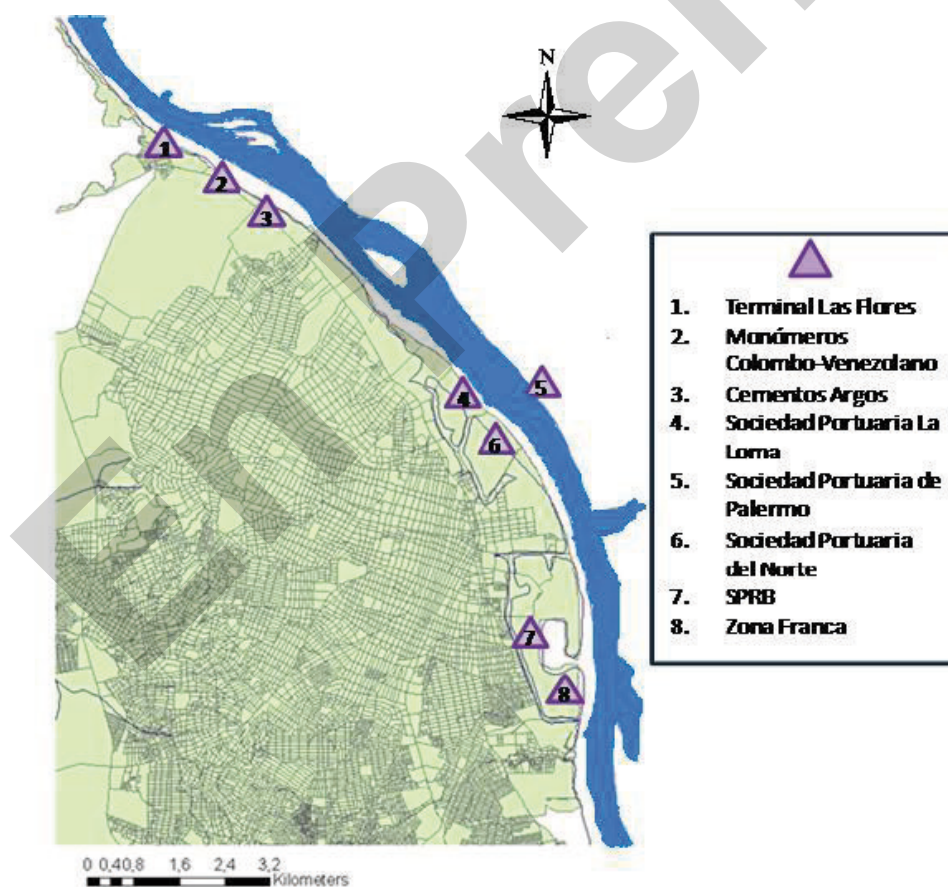 En Pren
N
1
2
3
4
5
6
7
8
1. Terminal Las Flores
2. Monómeros
Colombo-Venezolano
3. Cementos Argos
4. Sociedad Portuaria La
Loma
5. Sociedad Portuaria de
Palermo
6. Sociedad Portuaria
del Norte
7. SPRB
8. Zona Franca
0 0,40,8 1,6 2,4 3,2
Kilometers